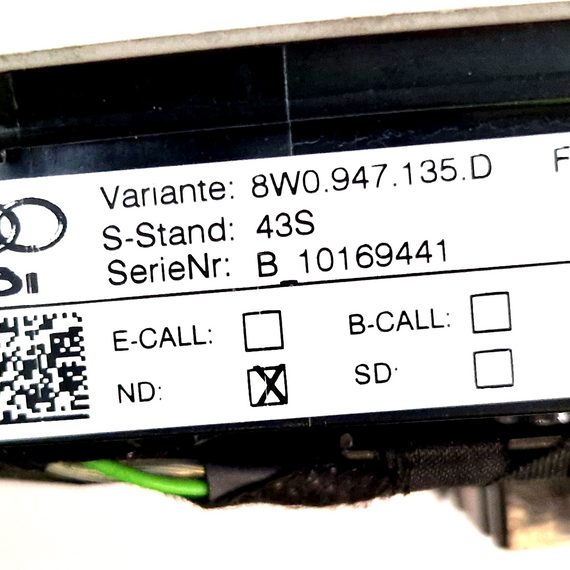 Variante: 8W0.947.135.D F
S-Stand: 43S
SerieNr: B_10169441
E-CALL: B-CALL:
ND: X SD: